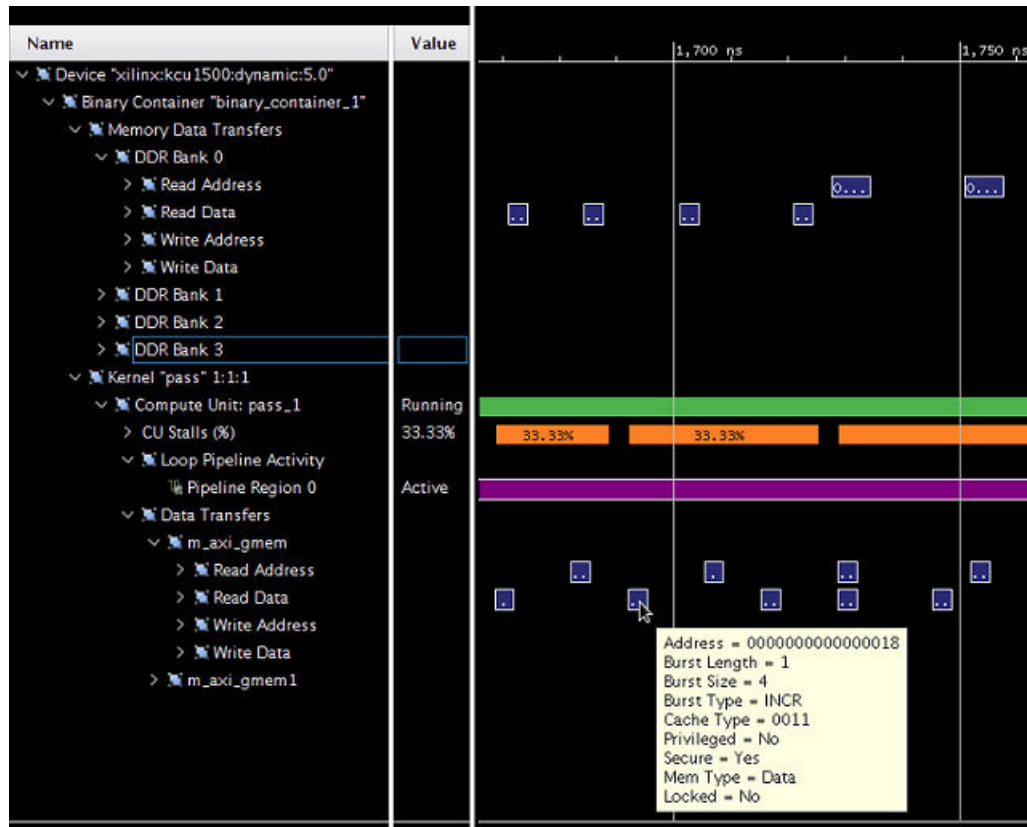 Name Value
1,700 ns 1,750 ns
Device "xilinx:kcu1500:dynamic:5.0"
Binary Container "binary_container_1"
Memory Data Transfers
DDR Bank 0
Read Address 0... 0...
Read Data .. .. .. ..
Write Address
Write Data
DDR Bank 1
DDR Bank 2
DDR Bank 3
Kernel "pass" 1:1:1
Compute Unit: pass_1 Running
CU Stalls (%) 33.33% 33.33% 33.33%
Loop Pipeline Activity
Pipeline Region 0 Active
Data Transfers
m_axi_gmem
Read Address .. . .. ..
Read Data . .. .. .. ..
Write Address
Write Data
m_axi_gmem1
Address = 0000000000000018
Burst Length = 1
Burst Size = 4
Burst Type = INCR
Cache Type = 0011
Privileged = No
Secure = Yes
Mem Type = Data
Locked = No